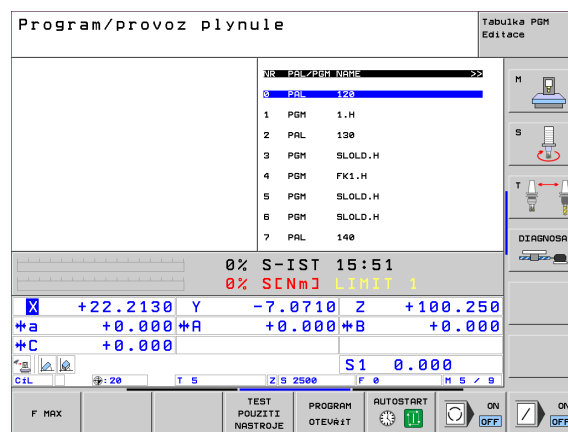 Program/provoz plynule
Tabulka PGM
Editace
NR PAL/PGM NAME >>
0 PAL 120
1 PGM 1.H
2 PAL 130
3 PGM SLOLD.H
4 PGM FK1.H
5 PGM SLOLD.H
6 PGM SLOLD.H
7 PAL 140
M
S
T
DIAGNOSA
0% S-IST 15:51
0% S[Nm] LIMIT 1
X +22.2130 Y -7.0710 Z +100.250
a +0.000 A +0.000 B +0.000
C +0.000
S1 0.000
CíL :20 T 5 Z S 2500 F 0 M 5 / 9
F MAX
TEST
POUZITI
NASTROJE
PROGRAM
OTEVŘíT
AUTOSTART
ON
OFF
ON
OFF